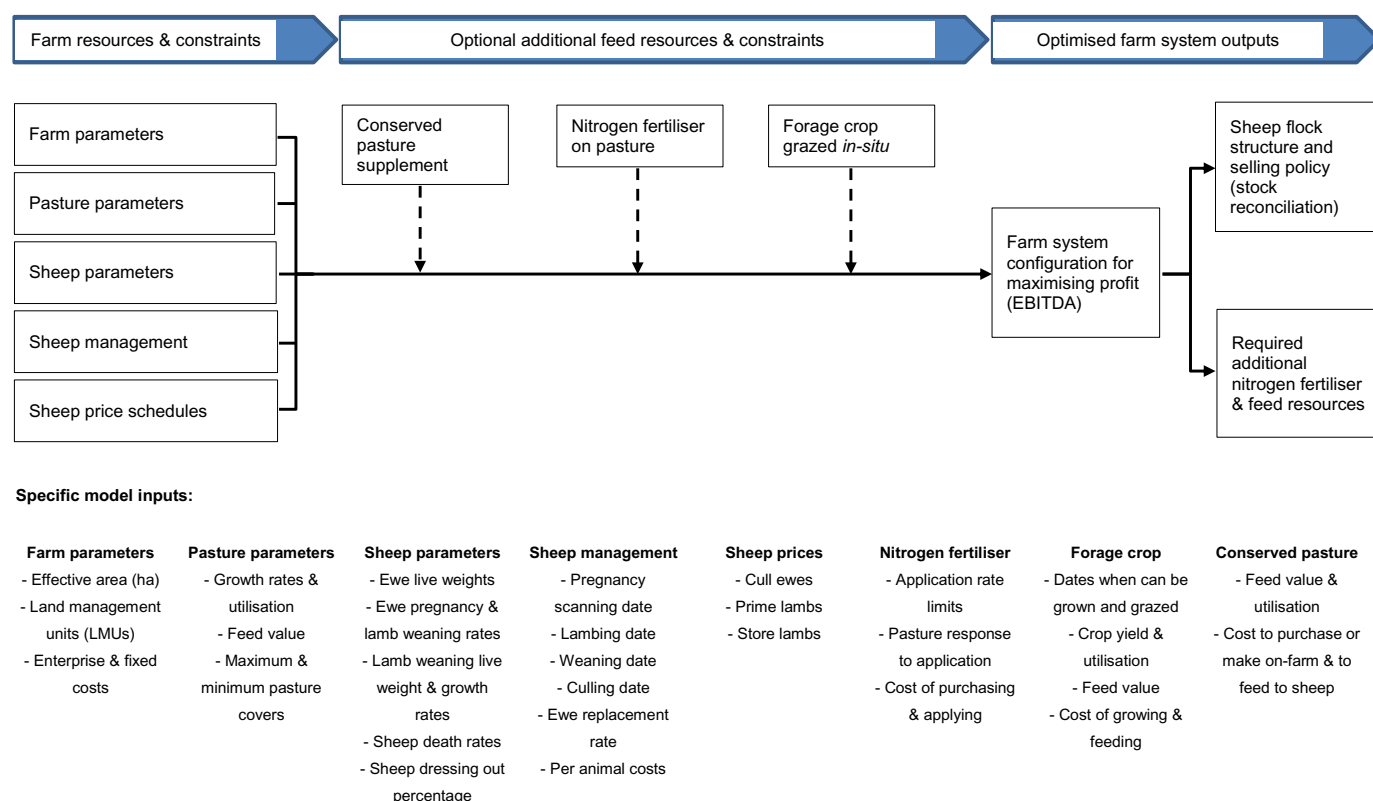 Farm resources & constraints
Optional additional feed resources & constraints
Optimised farm system outputs
Farm parameters
Pasture parameters
Sheep parameters
Sheep management
Sheep price schedules
Conserved
pasture
supplement
Nitrogen fertiliser
on pasture
Forage crop
grazed in-situ
Farm system
configuration for
maximising profit
(EBITDA)
Sheep flock
structure and
selling policy
(stock
reconciliation)
Required
additional
nitrogen fertiliser
& feed resources
Specific model inputs:
Farm parameters
- Effective area (ha)
- Land management
units (LMUs)
- Enterprise & fixed
costs
Pasture parameters
- Growth rates &
utilisation
- Feed value
- Maximum &
minimum pasture
covers
Sheep parameters
- Ewe live weights
- Ewe pregnancy &
lamb weaning rates
- Lamb weaning live
weight & growth
rates
- Sheep death rates
- Sheep dressing out
percentage
Sheep management
- Pregnancy
scanning date
- Lambing date
- Weaning date
- Culling date
- Ewe replacement
rate
- Per animal costs
Sheep prices
- Cull ewes
- Prime lambs
- Store lambs
Nitrogen fertiliser
- Application rate
limits
- Pasture response
to application
- Cost of purchasing
& applying
Forage crop
- Dates when can be
grown and grazed
- Crop yield &
utilisation
- Feed value
- Cost of growing &
feeding
Conserved pasture
- Feed value &
utilisation
- Cost to purchase or
make on-farm & to
feed to sheep